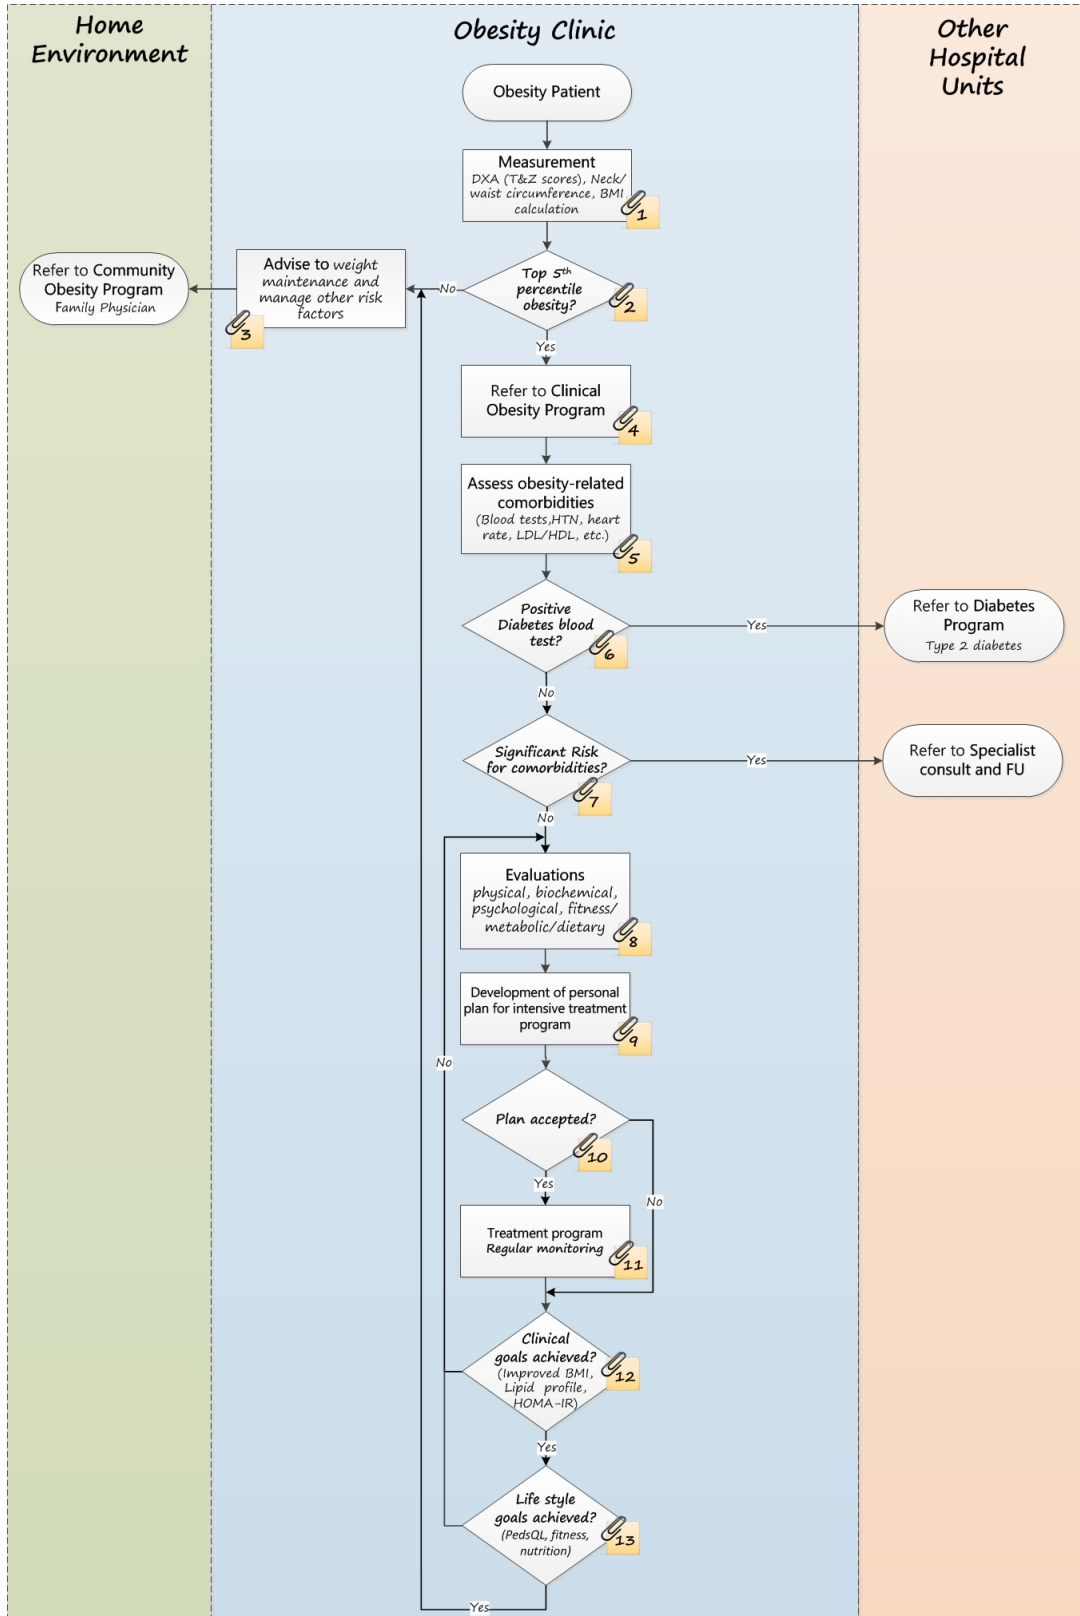 Home
Environment
Obesity Clinic
Other
Hospital
Units
Obesity Patient
Measurement
DXA (T&Z scores), Neck/
waist circumference, BMI
calculation
1
Refer to Community
Obesity Program
Family Physician
Advise to weight
maintenance and
manage other risk
factors
3
No
Top 5th
percentile
obesity?
2
Yes
Refer to Clinical
Obesity Program
4
Assess obesity-related
comorbidities
(Blood tests,HTN, heart
rate, LDL/HDL, etc.)
5
Positive
Diabetes blood
test?
6
Yes
Refer to Diabetes
Program
Type 2 diabetes
No
Significant Risk
for comorbidities?
7
Yes
Refer to Specialist
consult and FU
No
Evaluations
physical, biochemical,
psychological, fitness/
metabolic/dietary
8
Development of personal
plan for intensive treatment
program
9
No
Plan accepted?
10
Yes
No
Treatment program
Regular monitoring
11
Clinical
goals achieved?
(Improved BMI,
Lipid profile,
HOMA-IR)
12
Yes
Life style
goals achieved?
(PedsQL, fitness,
nutrition)
13
Yes